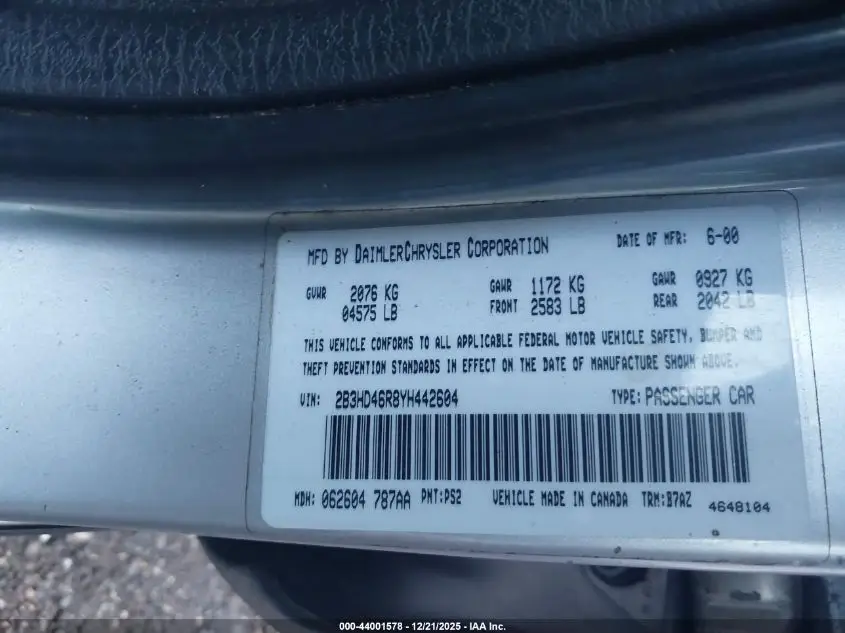 MFD BY DAIMLERCHRYSLER CORPORATION DATE OF MFR: 6-00
GVWR 2076 KG GAWR 1172 KG GAWR 0927 KG
04575 LB FRONT 2583 LB REAR 2042 LB
THIS VEHICLE CONFORMS TO ALL APPLICABLE FEDERAL MOTOR VEHICLE SAFETY, BUMPER AND
THEFT PREVENTION STANDARDS IN EFFECT ON THE DATE OF MANUFACTURE SHOWN ABOVE.
VIN: 2B3HD46R8YH442604 TYPE: PASSENGER CAR
MDH: 062604 787AA PNT:PS2 VEHICLE MADE IN CANADA TRM:B7AZ 4648104
000-44001578 - 12/21/2025 - IAA Inc.